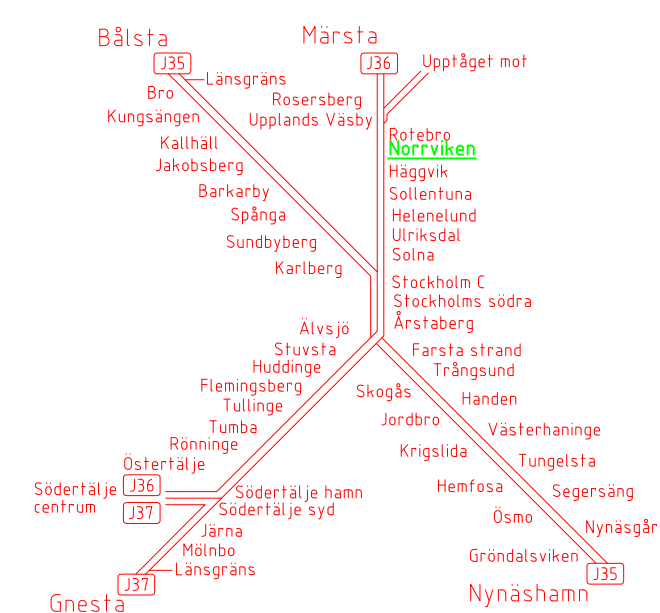 Bålsta
Märsta
J35
J36
Upptåget mot
Länsgräns
Bro
Rosersberg
Kungsängen
Upplands Väsby
Rotebro
Norrviken
Kallhäll
Jakobsberg
Häggvik
Barkarby
Sollentuna
Spånga
Helenelund
Ulriksdal
Sundbyberg
Solna
Karlberg
Stockholm C
Stockholms södra
Årstaberg
Älvsjö
Stuvsta
Farsta strand
Huddinge
Trångsund
Flemingsberg
Skogås
Tullinge
Handen
Jordbro
Tumba
Västerhaninge
Rönninge
Krigslida
Östertälje
Tungelsta
J36
Södertälje
centrum
J37
Hemfosa
Segersäng
Södertälje hamn
Södertälje syd
Ösmo
Nynäsgår
Järna
Mölnbo
Gröndalsviken
Länsgräns
J35
J37
Nynäshamn
Gnesta